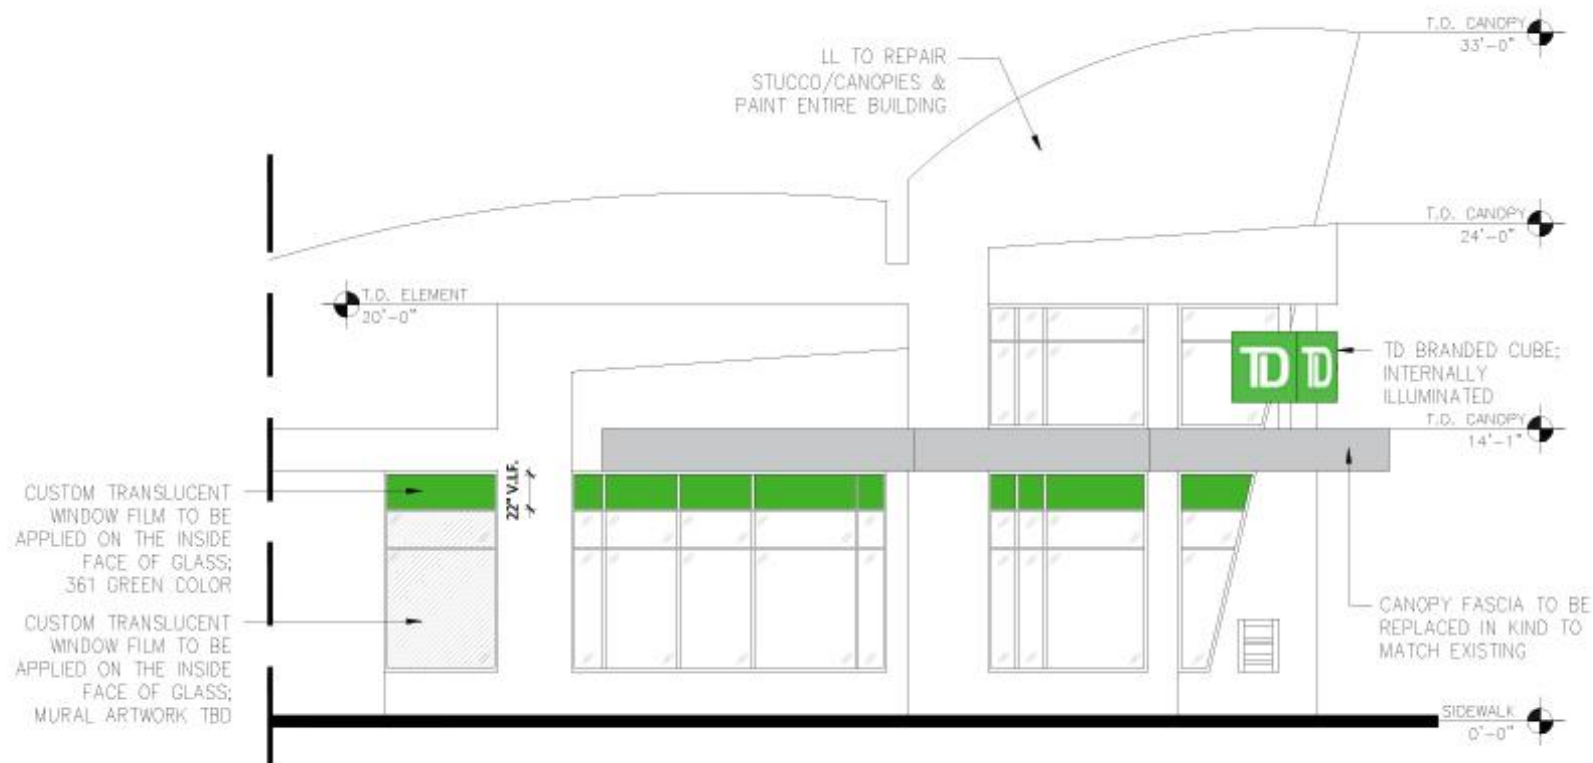 T.O. CANOPY
33'-0"
LL TO REPAIR
STUCCO/CANOPIES &
PAINT ENTIRE BUILDING
T.O. CANOPY
24'-0"
T.O. ELEMENT
20'-0"
TD TD
TD BRANDED CUBE;
INTERNALLY
ILLUMINATED
T.O. CANOPY
14'-1"
22" V.I.F.
CUSTOM TRANSLUCENT
WINDOW FILM TO BE
APPLIED ON THE INSIDE
FACE OF GLASS;
361 GREEN COLOR
CUSTOM TRANSLUCENT
WINDOW FILM TO BE
APPLIED ON THE INSIDE
FACE OF GLASS;
MURAL ARTWORK TBD
CANOPY FASCIA TO BE
REPLACED IN KIND TO
MATCH EXISTING
SIDEWALK
0'-0"